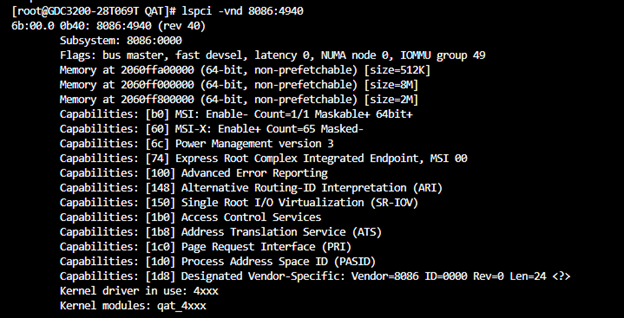 [root@GDC3200-28T069T QAT]# lspci -vnd 8086:4940
6b:00.0 0b40: 8086:4940 (rev 40)
Subsystem: 8086:0000
Flags: bus master, fast devsel, latency 0, NUMA node 0, IOMMU group 49
Memory at 2060ffa00000 (64-bit, non-prefetchable) [size=512K]
Memory at 2060ff000000 (64-bit, non-prefetchable) [size=8M]
Memory at 2060ff800000 (64-bit, non-prefetchable) [size=2M]
Capabilities: [b0] MSI: Enable- Count=1/1 Maskable+ 64bit+
Capabilities: [60] MSI-X: Enable+ Count=65 Masked-
Capabilities: [6c] Power Management version 3
Capabilities: [74] Express Root Complex Integrated Endpoint, MSI 00
Capabilities: [100] Advanced Error Reporting
Capabilities: [148] Alternative Routing-ID Interpretation (ARI)
Capabilities: [150] Single Root I/O Virtualization (SR-IOV)
Capabilities: [1b0] Access Control Services
Capabilities: [1b8] Address Translation Service (ATS)
Capabilities: [1c0] Page Request Interface (PRI)
Capabilities: [1d0] Process Address Space ID (PASID)
Capabilities: [1d8] Designated Vendor-Specific: Vendor=8086 ID=0000 Rev=0 Len=24 <?>
Kernel driver in use: 4xxx
Kernel modules: qat_4xxx